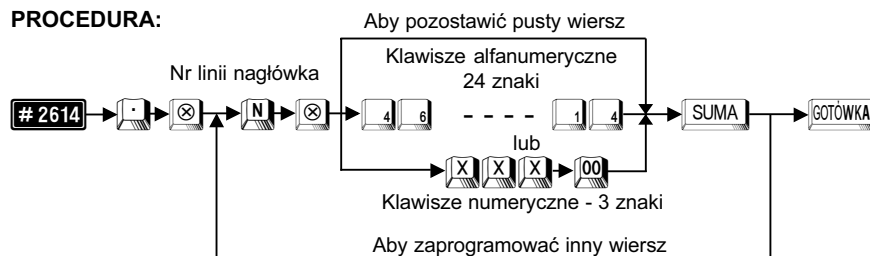 PROCEDURA:
Aby pozostawić pusty wiersz
Nr linii nagłówka
Klawisze alfanumeryczne
24 znaki
# 2614 . ⊗ N ⊗ 4 6 - - - - 1 4 SUMA GOTÓWKA
lub
X X X 00
Klawisze numeryczne - 3 znaki
Aby zaprogramować inny wiersz